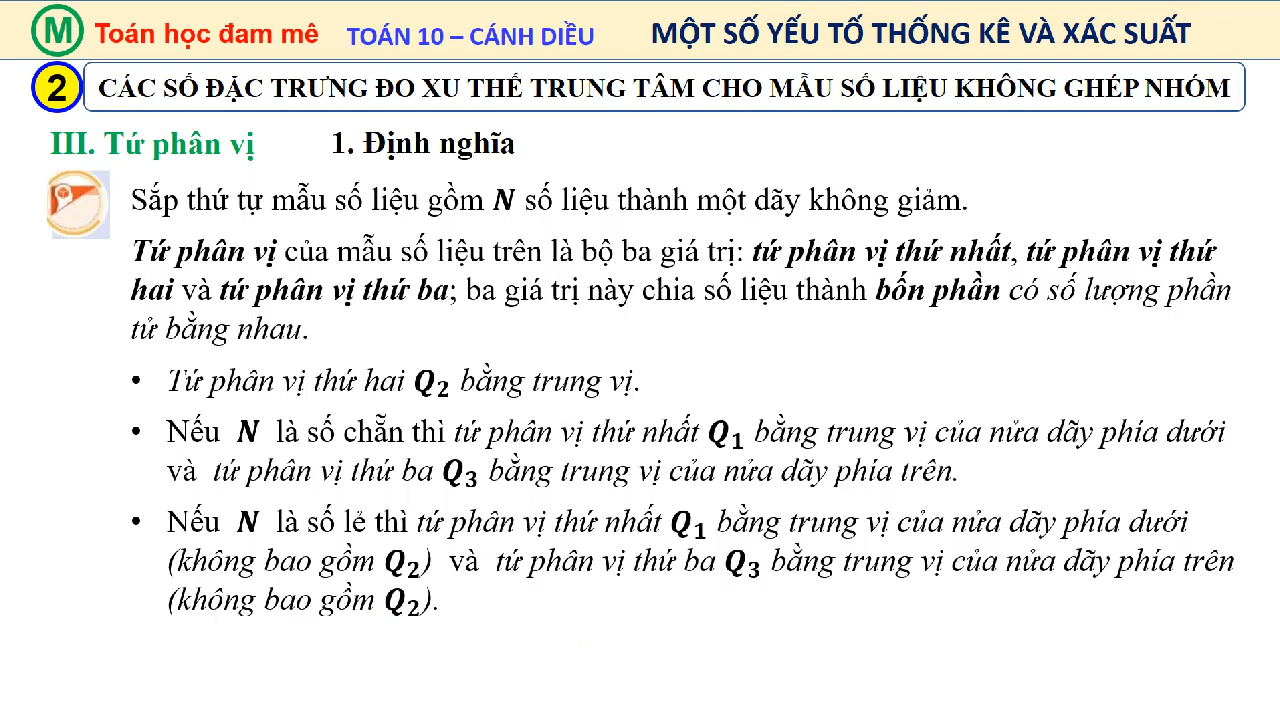 M Toán học đam mê TOÁN 10 – CÁNH DIỀU MỘT SỐ YẾU TỐ THỐNG KÊ VÀ XÁC SUẤT
2 CÁC SỐ ĐẶC TRƯNG ĐO XU THẾ TRUNG TÂM CHO MẪU SỐ LIỆU KHÔNG GHÉP NHÓM
III. Tứ phân vị 1. Định nghĩa
Sắp thứ tự mẫu số liệu gồm N số liệu thành một dãy không giảm.
Tứ phân vị của mẫu số liệu trên là bộ ba giá trị: tứ phân vị thứ nhất, tứ phân vị thứ
hai và tứ phân vị thứ ba; ba giá trị này chia số liệu thành bốn phần có số lượng phần
tử bằng nhau.
• Tứ phân vị thứ hai Q₂ bằng trung vị.
• Nếu N là số chẵn thì tứ phân vị thứ nhất Q₁ bằng trung vị của nửa dãy phía dưới
và tứ phân vị thứ ba Q₃ bằng trung vị của nửa dãy phía trên.
• Nếu N là số lẻ thì tứ phân vị thứ nhất Q₁ bằng trung vị của nửa dãy phía dưới
(không bao gồm Q₂) và tứ phân vị thứ ba Q₃ bằng trung vị của nửa dãy phía trên
(không bao gồm Q₂).